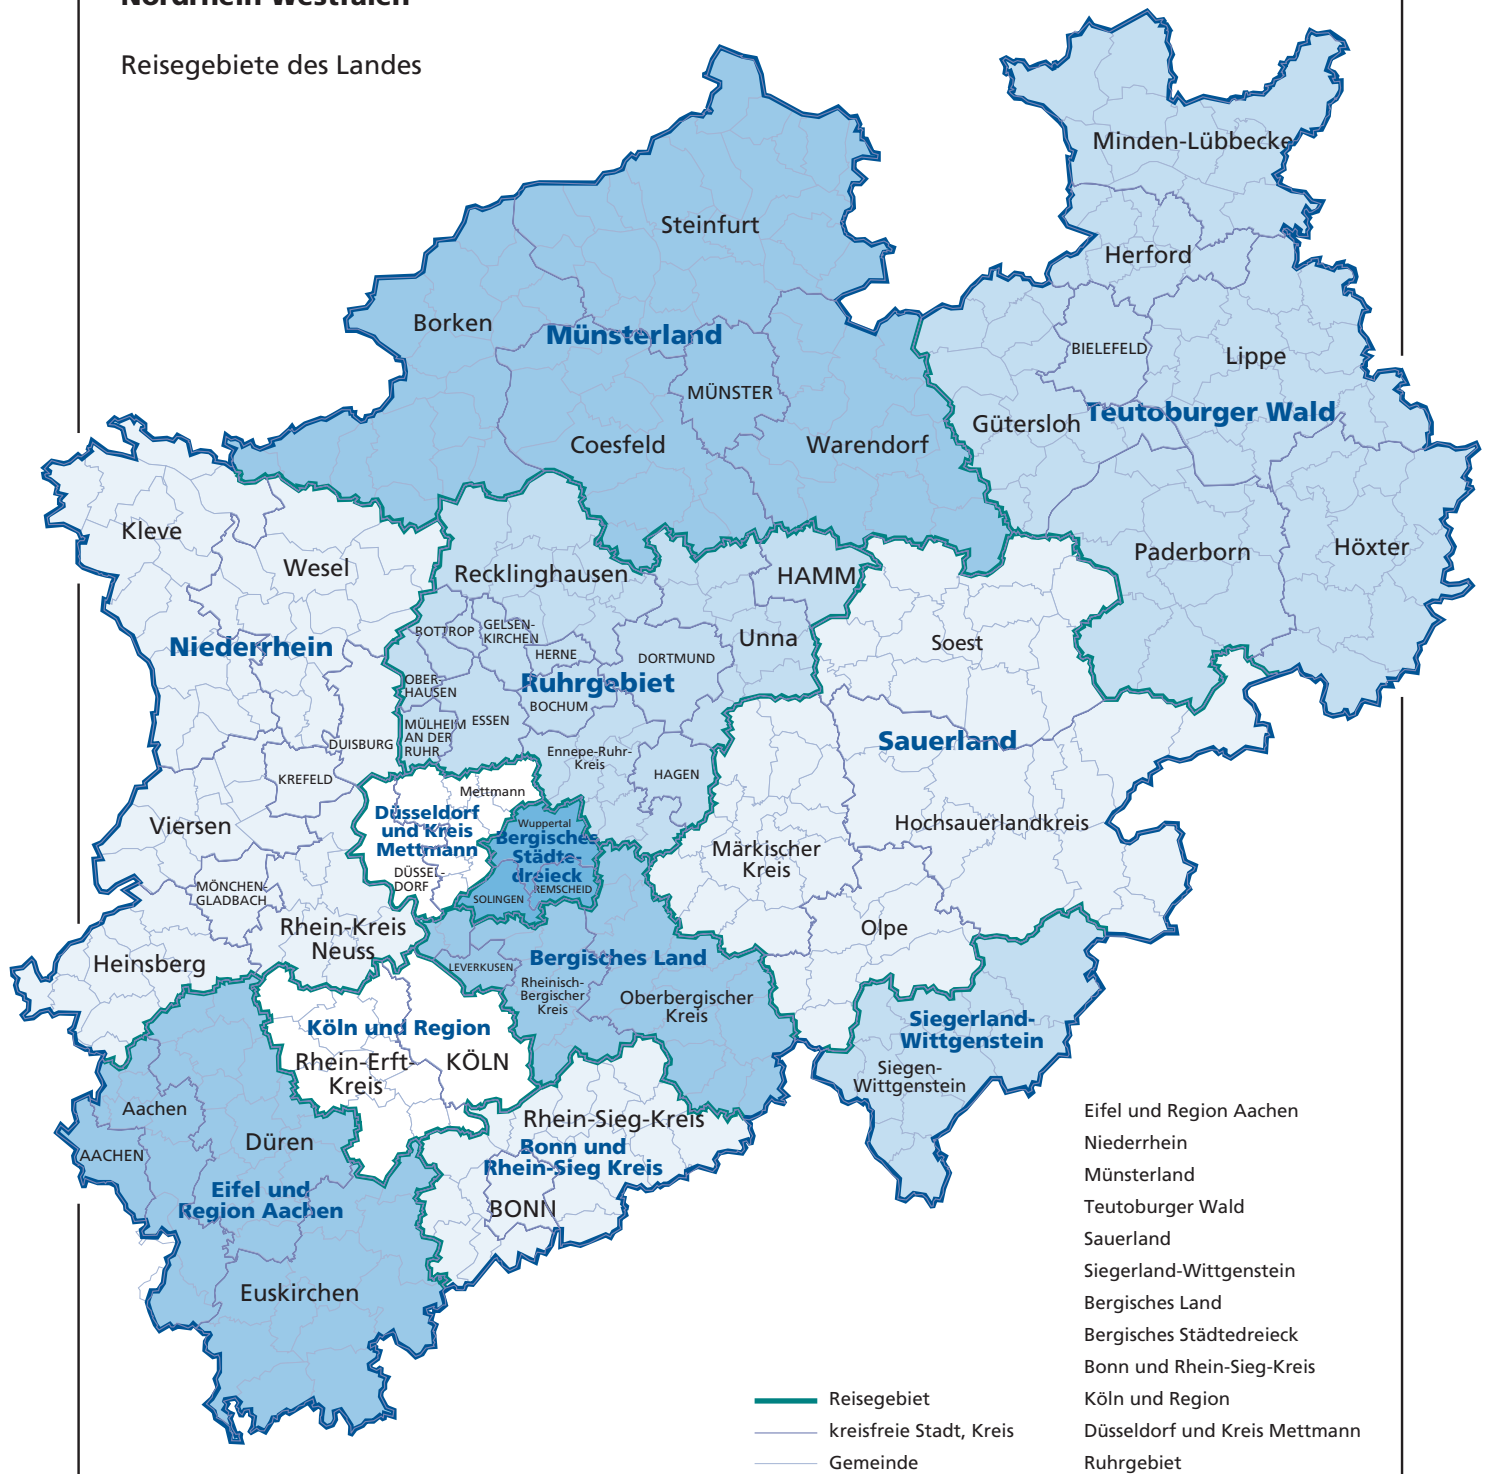 Nordrhein-Westfalen
Reisegebiete des Landes
Minden-Lübbecke
Steinfurt
Herford
Borken
Münsterland
BIELEFELD
Lippe
MÜNSTER
Teutoburger Wald
Gütersloh
Coesfeld
Warendorf
Kleve
Wesel
Paderborn
Höxter
Recklinghausen
HAMM
Niederrhein
BOTTROP
GELSEN-
KIRCHEN
HERNE
DORTMUND
Unna
Soest
OBER-
HAUSEN
Ruhrgebiet
BOCHUM
MÜLHEIM
AN DER
RUHR
ESSEN
DUISBURG
Sauerland
Ennepe-Ruhr-
Kreis
HAGEN
KREFELD
Mettmann
Düsseldorf
und Kreis
Mettmann
Viersen
Wuppertal
Bergisches
Städte-
dreieck
Hochsauerlandkreis
Märkischer
Kreis
DÜSSEL-
DORF
MÖNCHEN-
GLADBACH
REMSCHEID
SOLINGEN
Rhein-Kreis
Neuss
Olpe
Heinsberg
LEVERKUSEN
Bergisches Land
Rheinisch-
Bergischer
Kreis
Oberbergischer
Kreis
Köln und Region
Siegerland-
Wittgenstein
Rhein-Erft-
Kreis
KÖLN
Siegen-
Wittgenstein
Aachen
Rhein-Sieg-Kreis
Düren
Bonn und
Rhein-Sieg Kreis
AACHEN
Eifel und
Region Aachen
BONN
Euskirchen
Eifel und Region Aachen
Niederrhein
Münsterland
Teutoburger Wald
Sauerland
Siegerland-Wittgenstein
Bergisches Land
Bergisches Städtedreieck
Bonn und Rhein-Sieg-Kreis
Reisegebiet
Köln und Region
kreisfreie Stadt, Kreis
Düsseldorf und Kreis Mettmann
Gemeinde
Ruhrgebiet